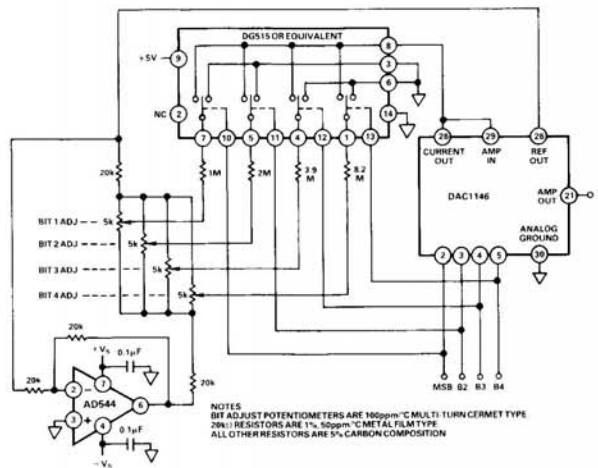 DG515 OR EQUIVALENT
+5V
9
8
3
6
NC
2
14
7
10
5
11
4
12
1
13
1M
2M
3.9
M
8.2
M
20k
28
29
26
CURRENT
OUT
AMP
IN
REF
OUT
DAC1146
AMP
OUT
21
ANALOG
GROUND
30
2
3
4
5
BIT 1 ADJ
5k
BIT 2 ADJ
5k
BIT 3 ADJ
5k
BIT 4 ADJ
5k
20k
+VS
0.1μF
20k
20k
2
7
AD544
6
3
4
0.1μF
-VS
MSB
B2
B3
B4
NOTES
BIT ADJUST POTENTIOMETERS ARE 100ppm/°C MULTI-TURN CERMET TYPE
20kΩ RESISTORS ARE 1%, 50ppm/°C METAL FILM TYPE
ALL OTHER RESISTORS ARE 5% CARBON COMPOSITION